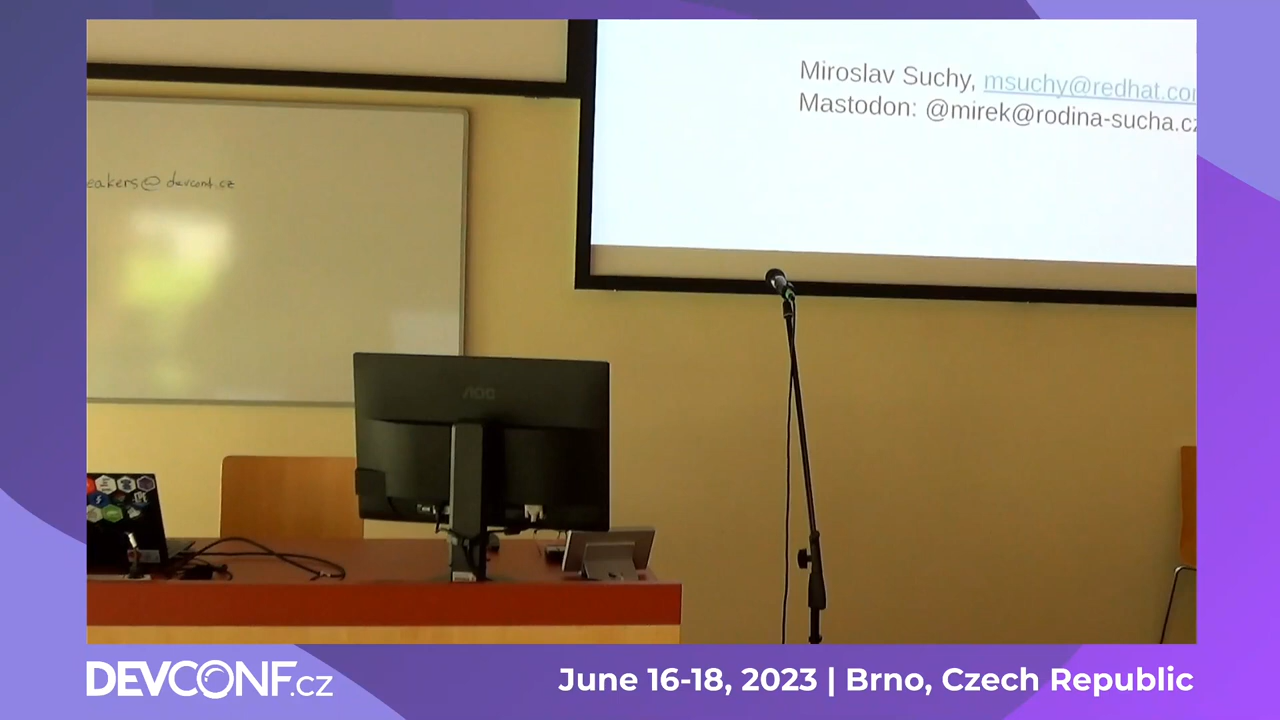 Miroslav Suchy, msuchy@redhat.co
Mastodon: @mirek@rodina-sucha.cz
eakers@devconf.cz
AOC
DEVCONF.cz
June 16-18, 2023 | Brno, Czech Republic